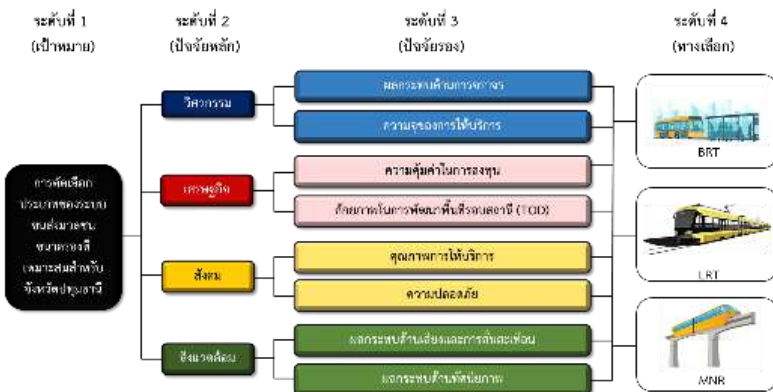 ระดับที่ 1
(เป้าหมาย)
ระดับที่ 2
(ปัจจัยหลัก)
ระดับที่ 3
(ปัจจัยรอง)
ระดับที่ 4
(ทางเลือก)
การคัดเลือก
ประเภทของระบบ
ขนส่งมวลชน
ขนาดรองที่
เหมาะสมสำหรับ
จังหวัดปทุมธานี
วิศวกรรม
ผลกระทบด้านการจราจร
ความจุของการให้บริการ
เศรษฐกิจ
ความคุ้มค่าในการลงทุน
ศักยภาพในการพัฒนาพื้นที่รอบสถานี (TOD)
สังคม
คุณภาพการให้บริการ
ความปลอดภัย
สิ่งแวดล้อม
ผลกระทบด้านเสียงและการสั่นสะเทือน
ผลกระทบด้านทัศนียภาพ
BRT
LRT
MNR